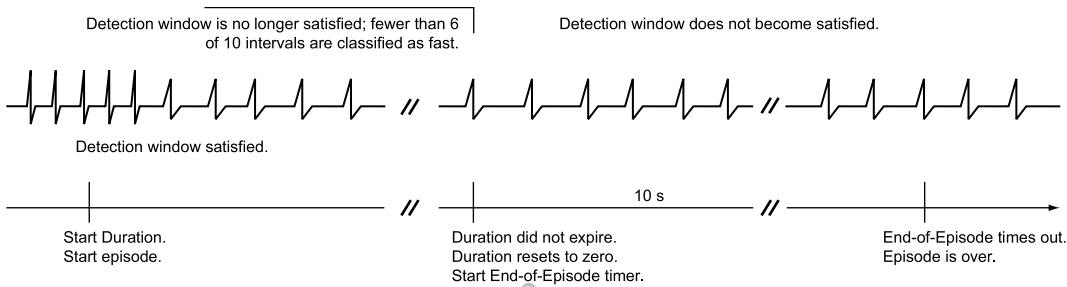 Detection window is no longer satisfied; fewer than 6
of 10 intervals are classified as fast.
Detection window does not become satisfied.
Detection window satisfied.
10 s
Start Duration.
Start episode.
Duration did not expire.
Duration resets to zero.
Start End-of-Episode timer.
End-of-Episode times out.
Episode is over.